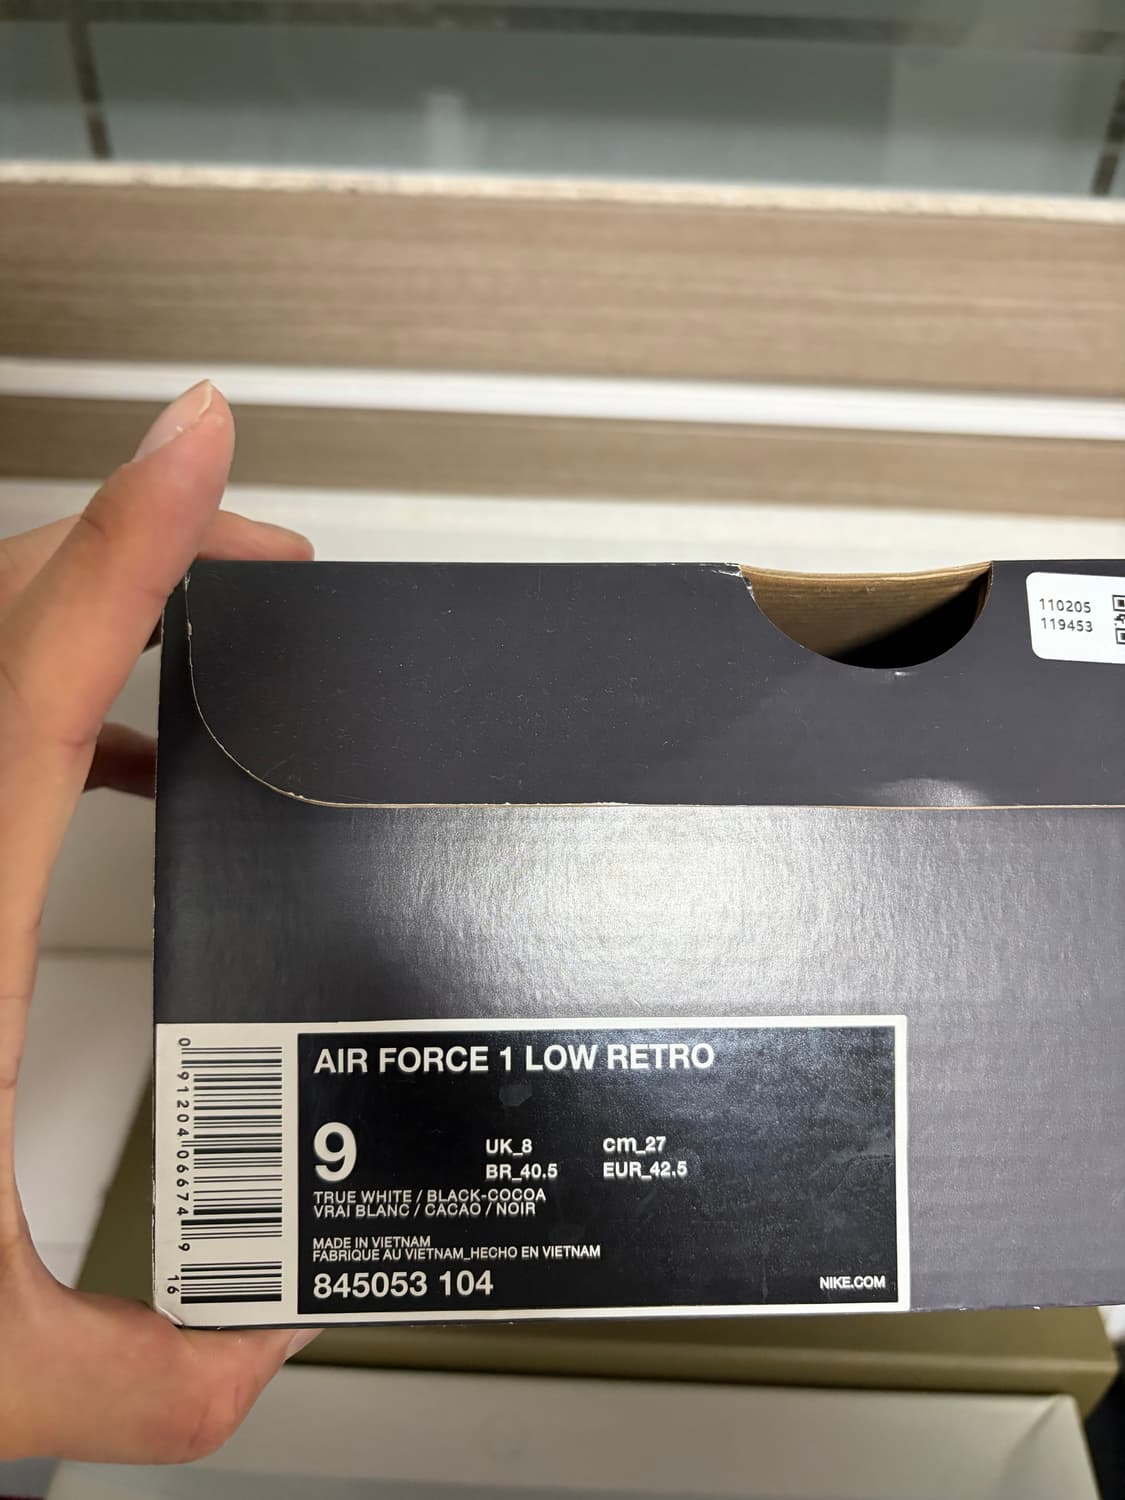 110205
119453
AIR FORCE 1 LOW RETRO
9
UK_8 cm_27
BR_40.5 EUR_42.5
TRUE WHITE / BLACK-COCOA
VRAI BLANC / CACAO / NOIR
MADE IN VIETNAM
FABRIQUE AU VIETNAM_HECHO EN VIETNAM
845053 104
NIKE.COM
0 91204 06674 9
16